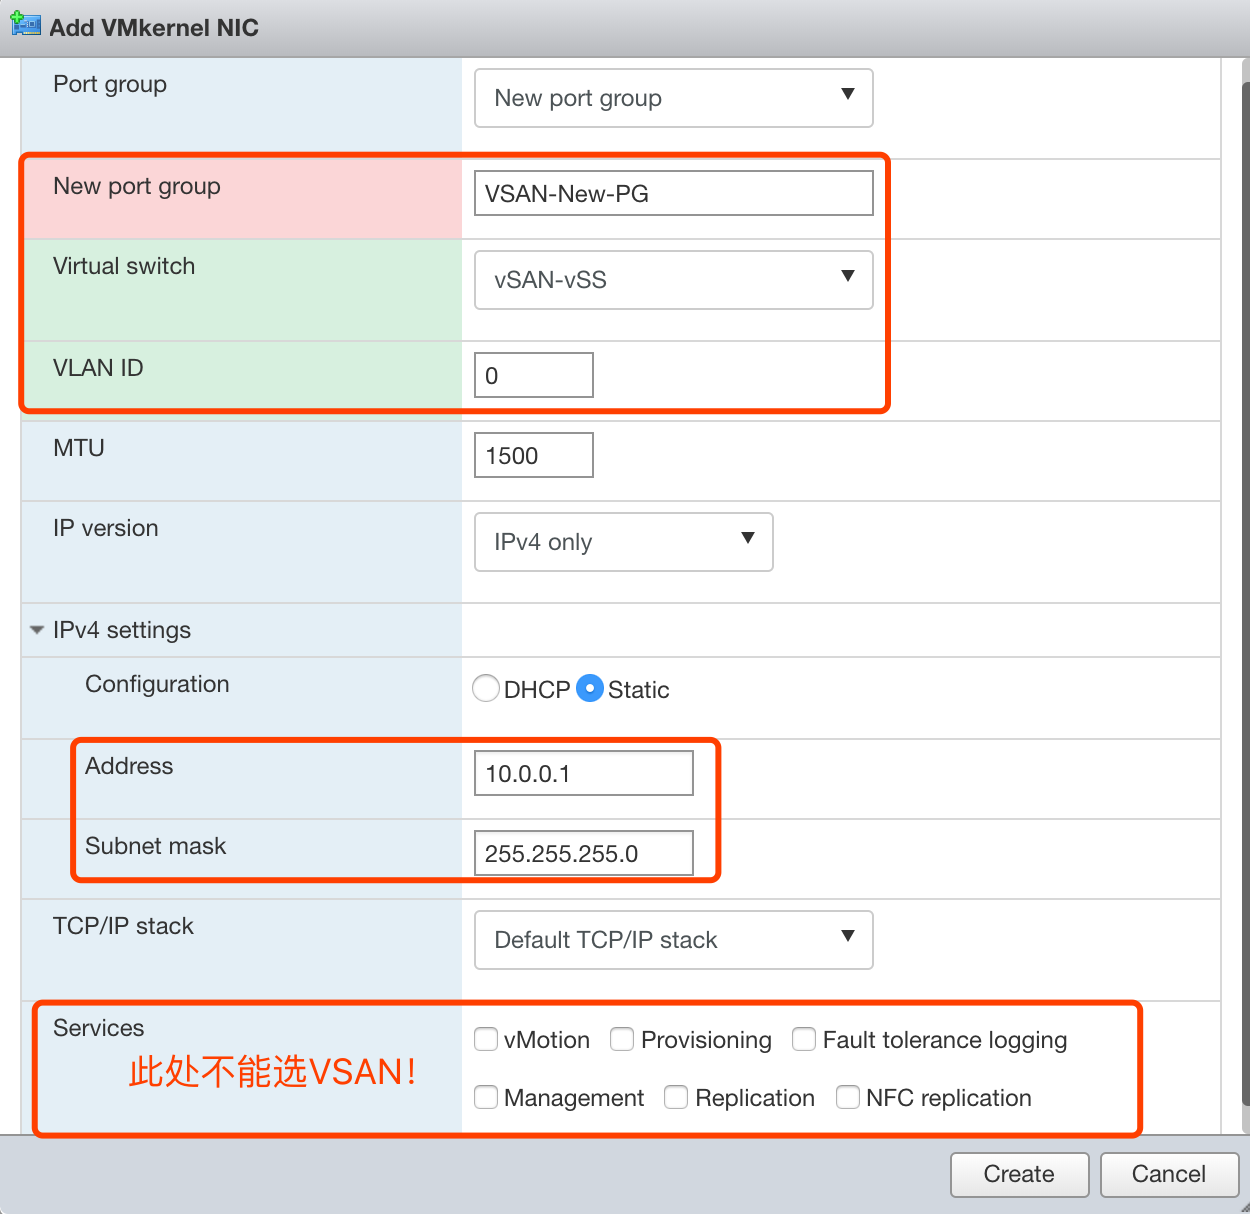 Add VMkernel NIC
Port group
New port group
New port group
VSAN-New-PG
Virtual switch
vSAN-vSS
VLAN ID
0
MTU
1500
IP version
IPv4 only
IPv4 settings
Configuration
DHCP Static
Address
10.0.0.1
Subnet mask
255.255.255.0
TCP/IP stack
Default TCP/IP stack
Services
此处不能选VSAN!
vMotion Provisioning Fault tolerance logging
Management Replication NFC replication
Create Cancel